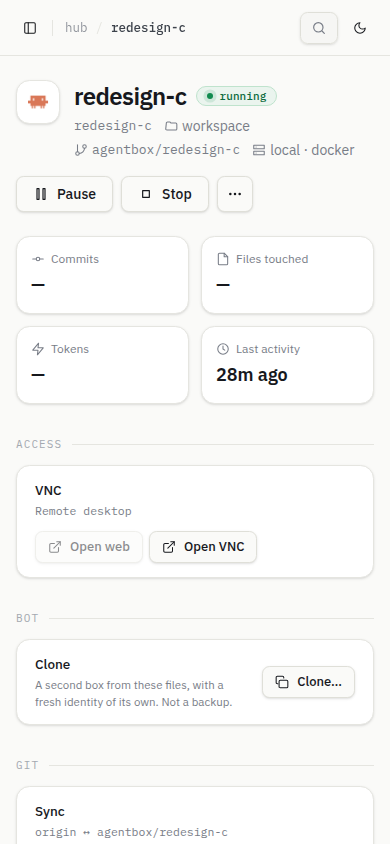 hub / redesign-c
redesign-c running
redesign-c workspace
agentbox/redesign-c local · docker
Pause Stop ...
Commits
—
Files touched
—
Tokens
—
Last activity
28m ago
ACCESS
VNC
Remote desktop
Open web Open VNC
BOT
Clone
A second box from these files, with a
fresh identity of its own. Not a backup.
Clone...
GIT
Sync
origin ↔ agentbox/redesign-c